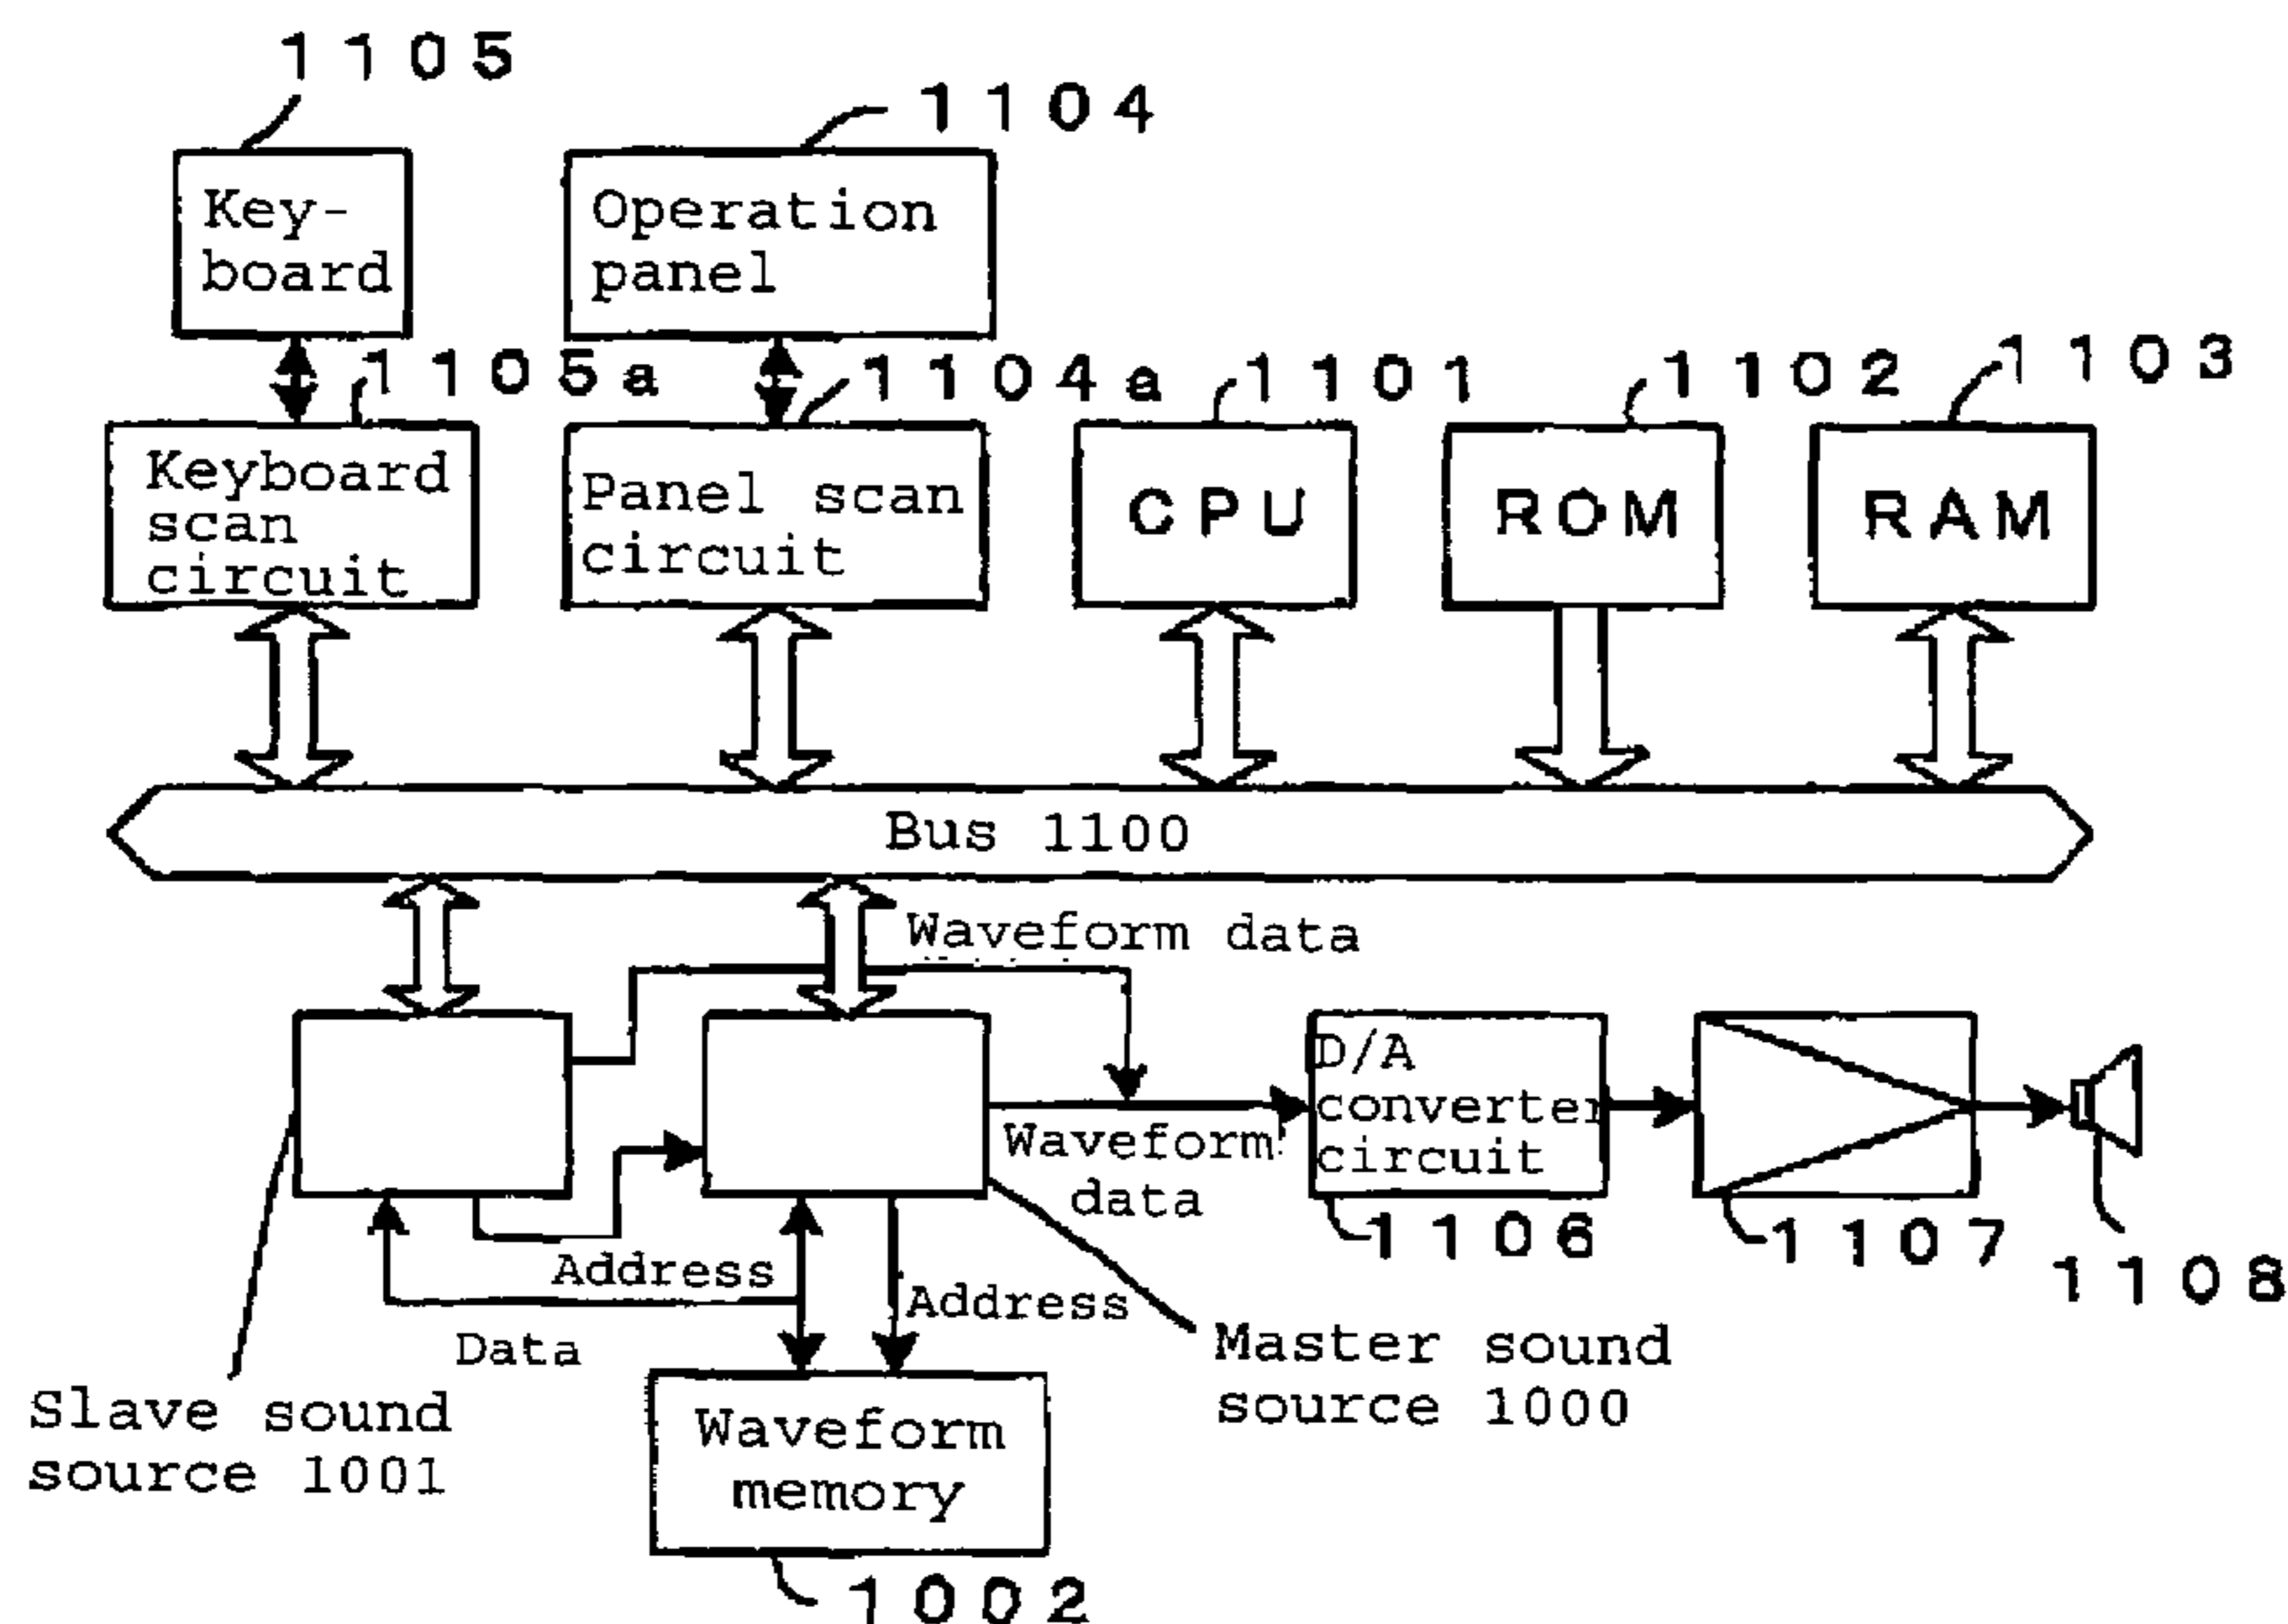 1105
1104
Key-
board
Operation
panel
1105a
1104a
1101
1102
1103
Keyboard
scan
circuit
Panel scan
circuit
CPU
ROM
RAM
Bus 1100
Waveform data
D/A
converter
circuit
Waveform
data
1106
1107
1108
Address
Address
Data
Master sound
source 1000
Slave sound
source 1001
Waveform
memory
1002